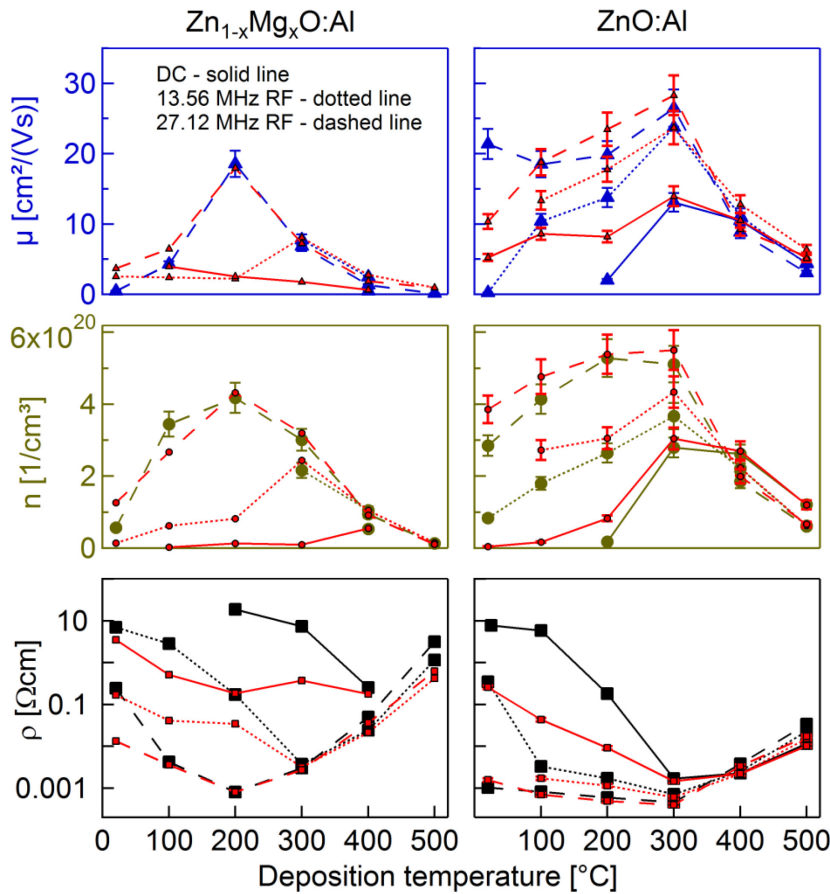 Zn₁₋ₓMgₓO:Al
ZnO:Al
DC - solid line
13.56 MHz RF - dotted line
27.12 MHz RF - dashed line
µ [cm²/(Vs)]
30
20
10
0
n [1/cm³]
6x10²⁰
4
2
0
ρ [Ωcm]
10
0.1
0.001
0 100 200 300 400 500
100 200 300 400 500
Deposition temperature [°C]